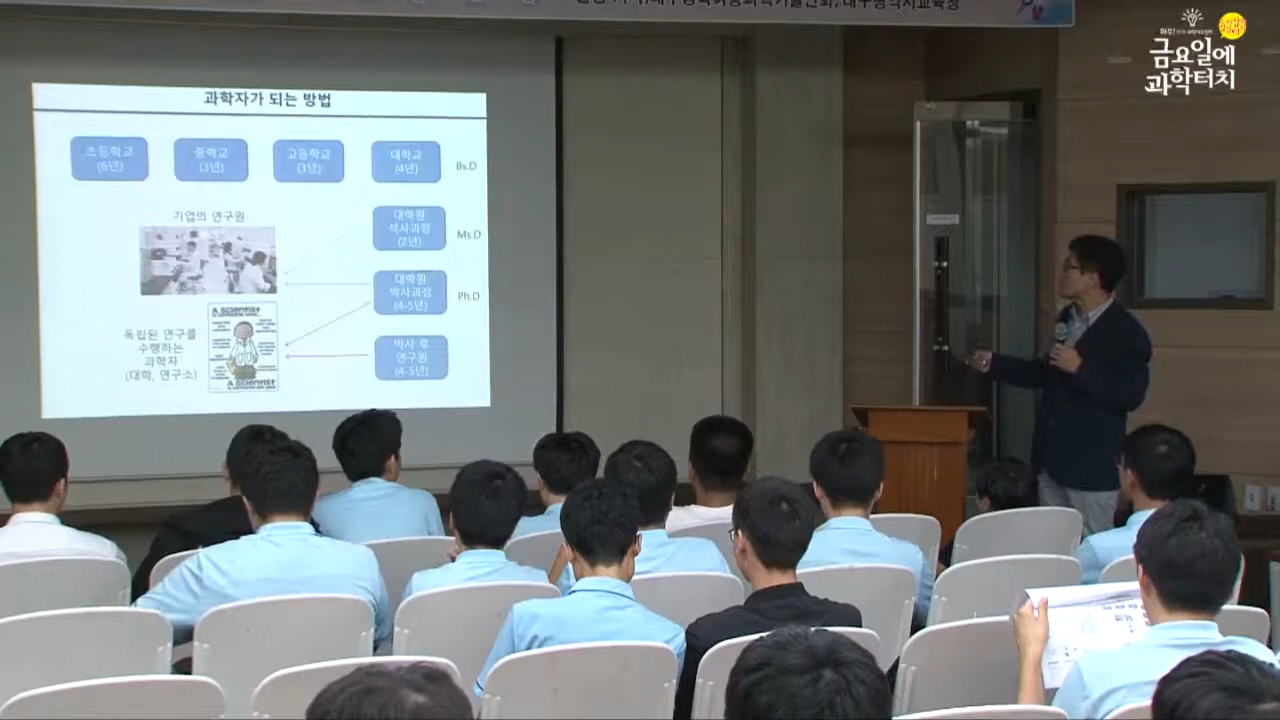 금요일에
과학터치
과학자가 되는 방법
초등학교
(6년)
중학교
(3년)
고등학교
(3년)
대학교
(4년)
Bs.D
기업의 연구원
대학원
석사과정
(2년)
Ms.D
대학원
박사과정
(4-5년)
Ph.D
독립된 연구를
수행하는
과학자
(대학, 연구소)
A SCIENTIST
A SCIENTIST
박사 후
연구원
(4-5년)